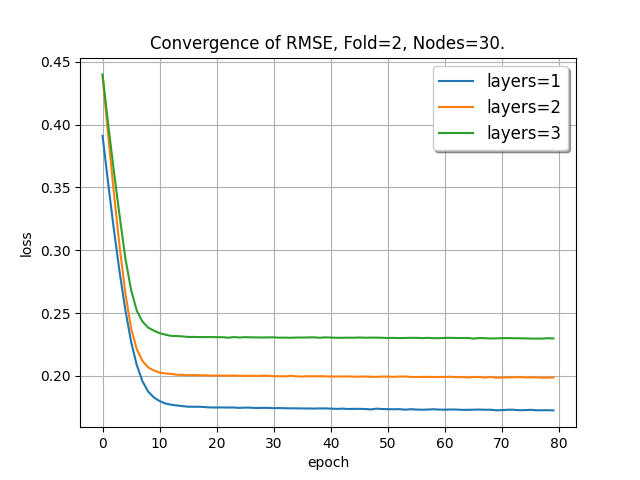 Convergence of RMSE, Fold=2, Nodes=30.
0.45
0.40
0.35
0.30
0.25
0.20
loss
layers=1
layers=2
layers=3
0 10 20 30 40 50 60 70 80
epoch